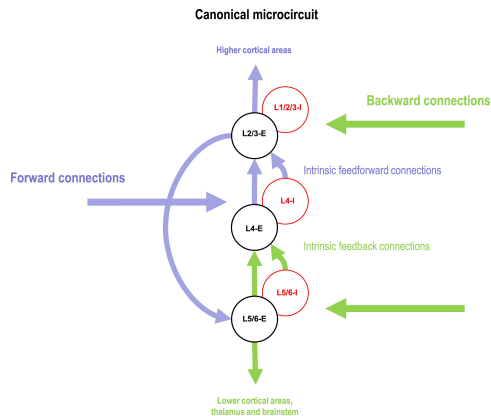 Canonical microcircuit
Higher cortical areas
L1/2/3-I
Backward connections
L2/3-E
Intrinsic feedforward connections
Forward connections
L4-I
L4-E
Intrinsic feedback connections
L5/6-I
L5/6-E
Lower cortical areas,
thalamus and brainstem